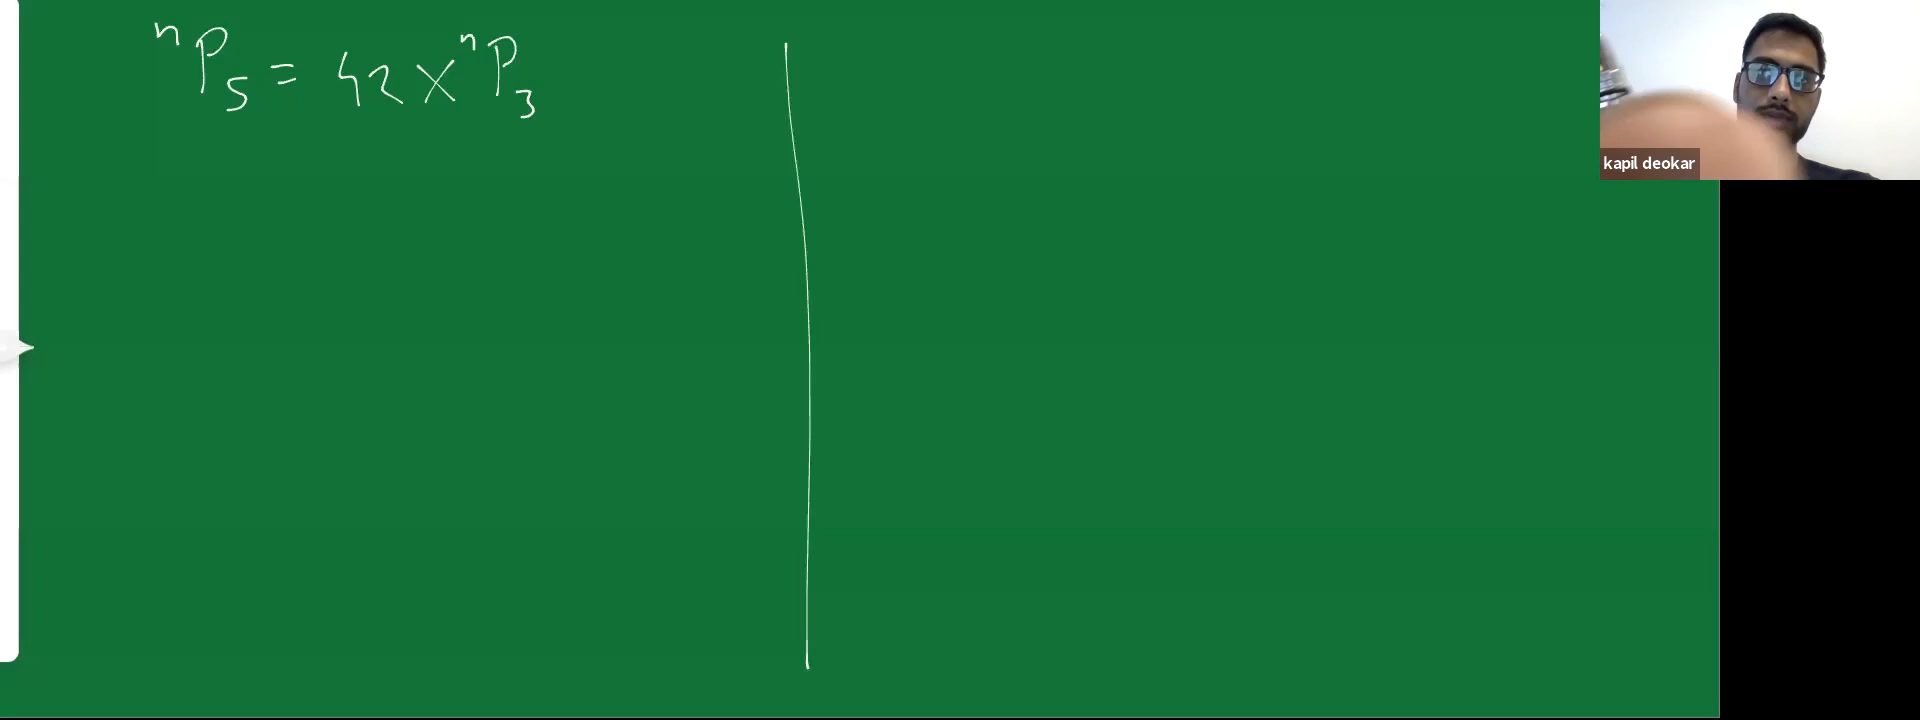 ⁿP₅ = 42 × ⁿP₃
kapil deokar